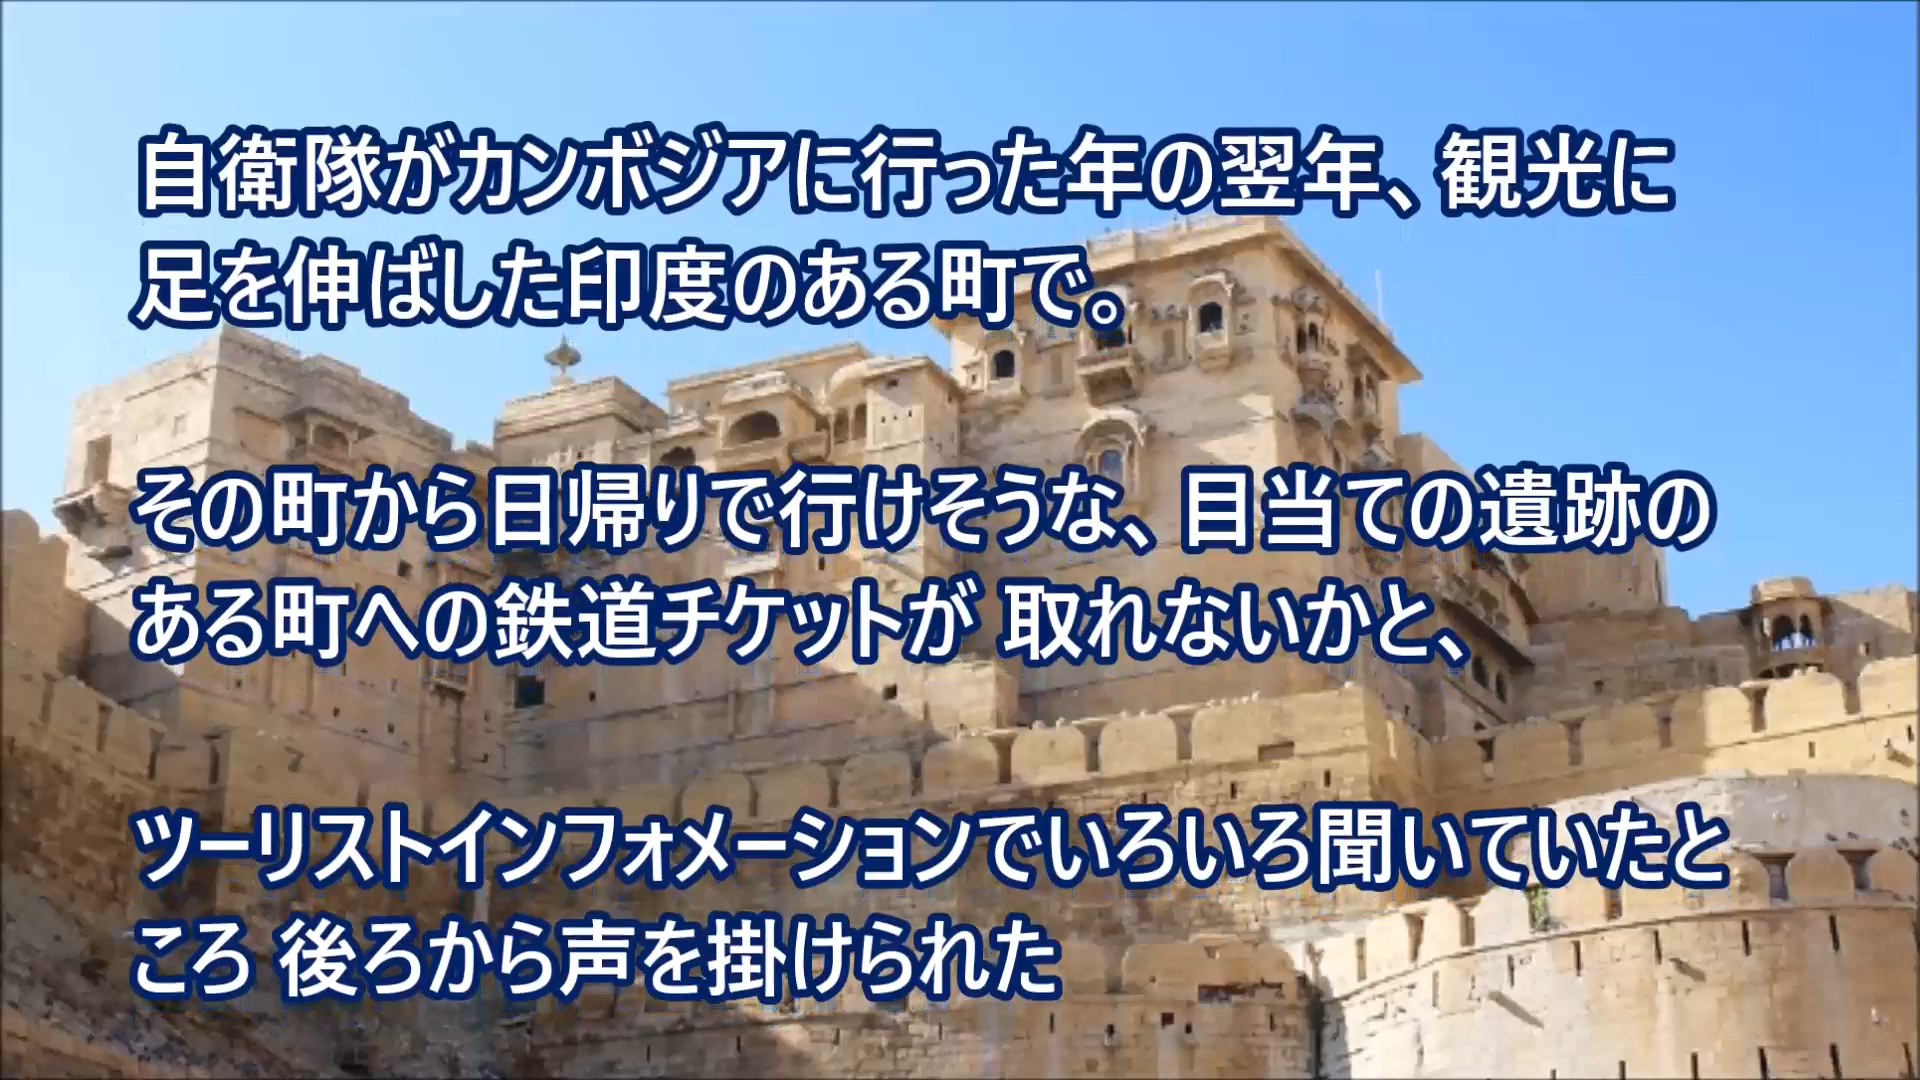 自衛隊がカンボジアに行った年の翌年、観光に
足を伸ばした印度のある町で。
その町から日帰りで行けそうな、目当ての遺跡の
ある町への鉄道チケットが 取れないかと、
ツーリストインフォメーションでいろいろ聞いていたと
ころ 後ろから声を掛けられた